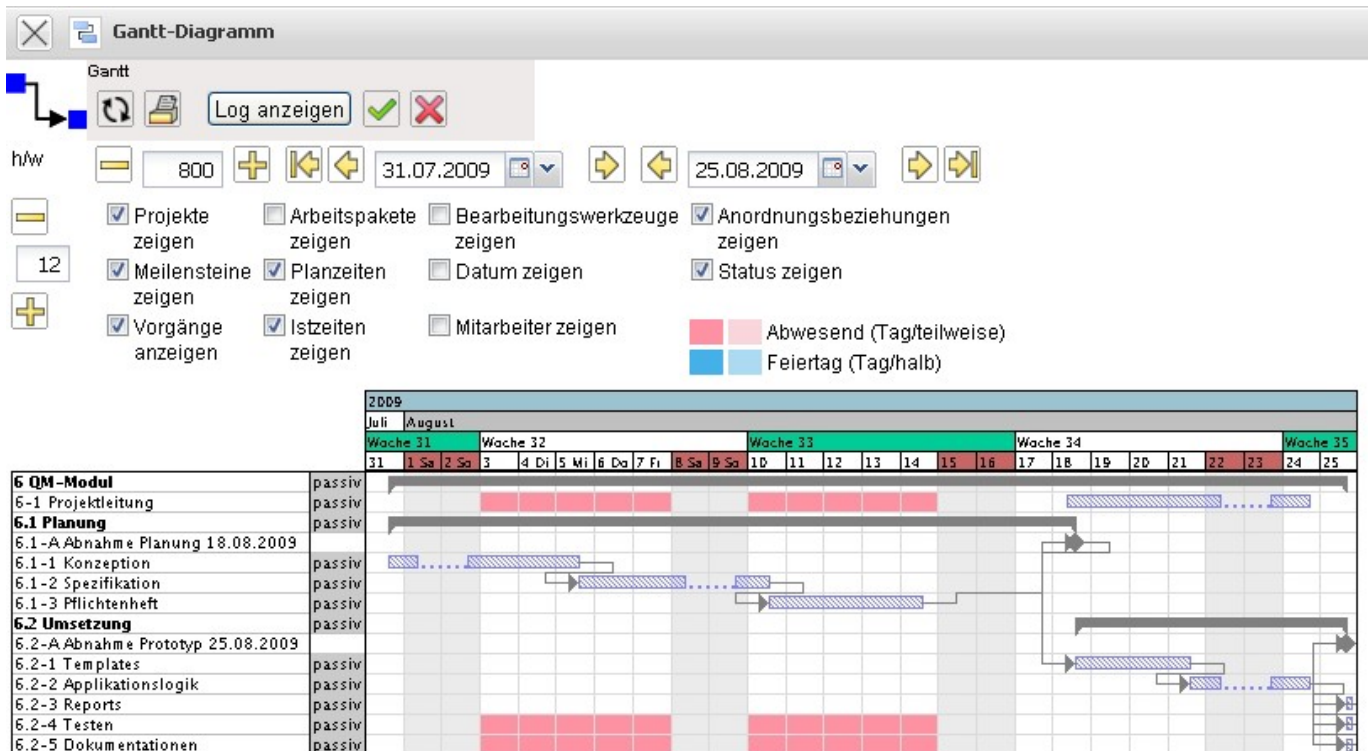 Gantt-Diagramm
Gantt
Log anzeigen
h/w
800
31.07.2009
25.08.2009
12
Projekte zeigen
Arbeitspakete zeigen
Bearbeitungswerkzeuge zeigen
Anordnungsbeziehungen zeigen
Meilensteine zeigen
Planzeiten zeigen
Datum zeigen
Status zeigen
Vorgänge anzeigen
Istzeiten zeigen
Mitarbeiter zeigen
Abwesend (Tag/teilweise)
Feiertag (Tag/halb)
2009
Juli August
Woche 31 Woche 32 Woche 33 Woche 34 Woche 35
31 1 Sa 2 So 3 4 Di 5 Mi 6 Do 7 Fr 8 Sa 9 So 10 11 12 13 14 15 16 17 18 19 20 21 22 23 24 25
6 QM-Modul passiv
6-1 Projektleitung passiv
6.1 Planung passiv
6.1-A Abnahme Planung 18.08.2009
6.1-1 Konzeption passiv
6.1-2 Spezifikation passiv
6.1-3 Pflichtenheft passiv
6.2 Umsetzung passiv
6.2-A Abnahme Prototyp 25.08.2009
6.2-1 Templates passiv
6.2-2 Applikationslogik passiv
6.2-3 Reports passiv
6.2-4 Testen passiv
6.2-5 Dokumentationen passiv